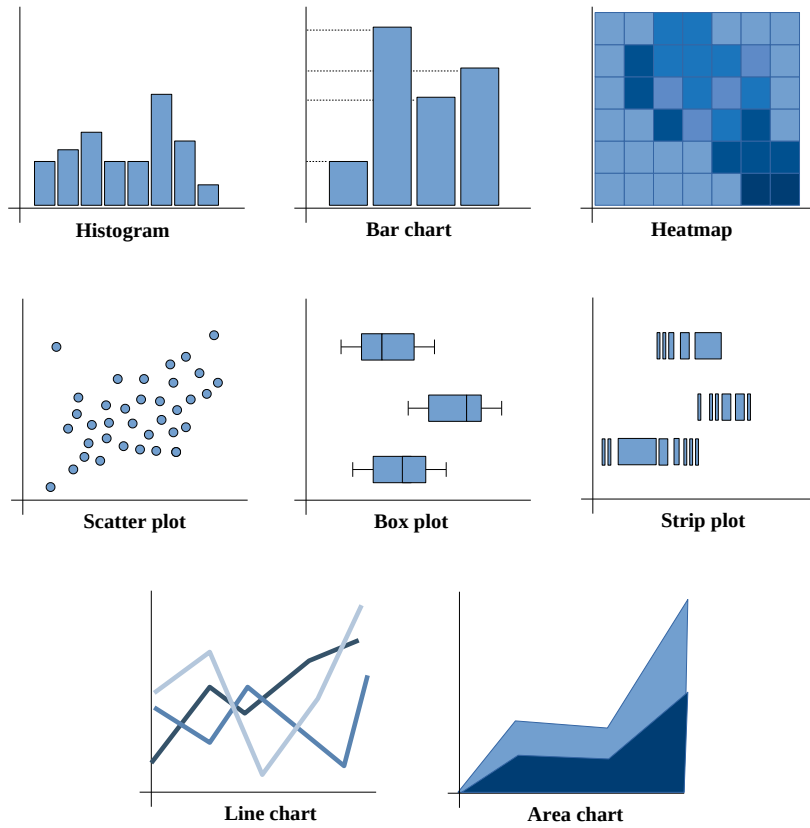 Histogram
Bar chart
Heatmap
Scatter plot
Box plot
Strip plot
Line chart
Area chart